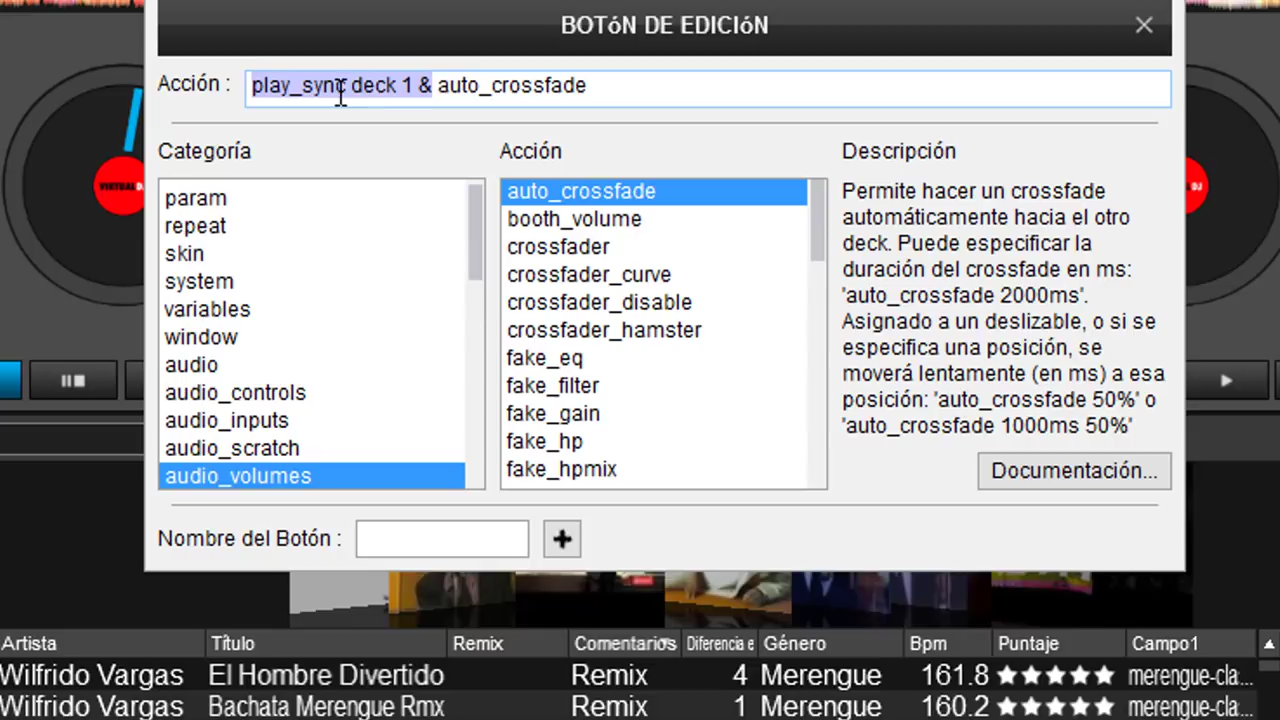 BOTóN DE EDICIóN
Acción :
play_sync deck 1 & auto_crossfade
Categoría
Acción
Descripción
param
repeat
skin
system
variables
window
audio
audio_controls
audio_inputs
audio_scratch
audio_volumes
auto_crossfade
booth_volume
crossfader
crossfader_curve
crossfader_disable
crossfader_hamster
fake_eq
fake_filter
fake_gain
fake_hp
fake_hpmix
Permite hacer un crossfade
automáticamente hacia el otro
deck. Puede especificar la
duración del crossfade en ms:
'auto_crossfade 2000ms'.
Asignado a un deslizable, o si se
especifica una posición, se
moverá lentamente (en ms) a esa
posición: 'auto_crossfade 50%' o
'auto_crossfade 1000ms 50%'
Documentación...
Nombre del Botón :
Artista Título Remix Comentarios Diferencia e Género Bpm Puntaje Campo1
Wilfrido Vargas El Hombre Divertido Remix 4 Merengue 161.8 ★★★★★ merengue-cla...
Wilfrido Vargas Bachata Merengue Rmx Remix 1 Merengue 160.2 ★★★★★ merengue-cla...